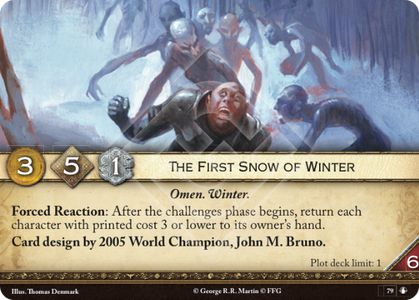 3 5 1 The First Snow of Winter
Omen. Winter.
Forced Reaction: After the challenges phase begins, return each
character with printed cost 3 or lower to its owner's hand.
Card design by 2005 World Champion, John M. Bruno.
Plot deck limit: 1
6
Illus. Thomas Denmark © George R.R. Martin © FFG 79